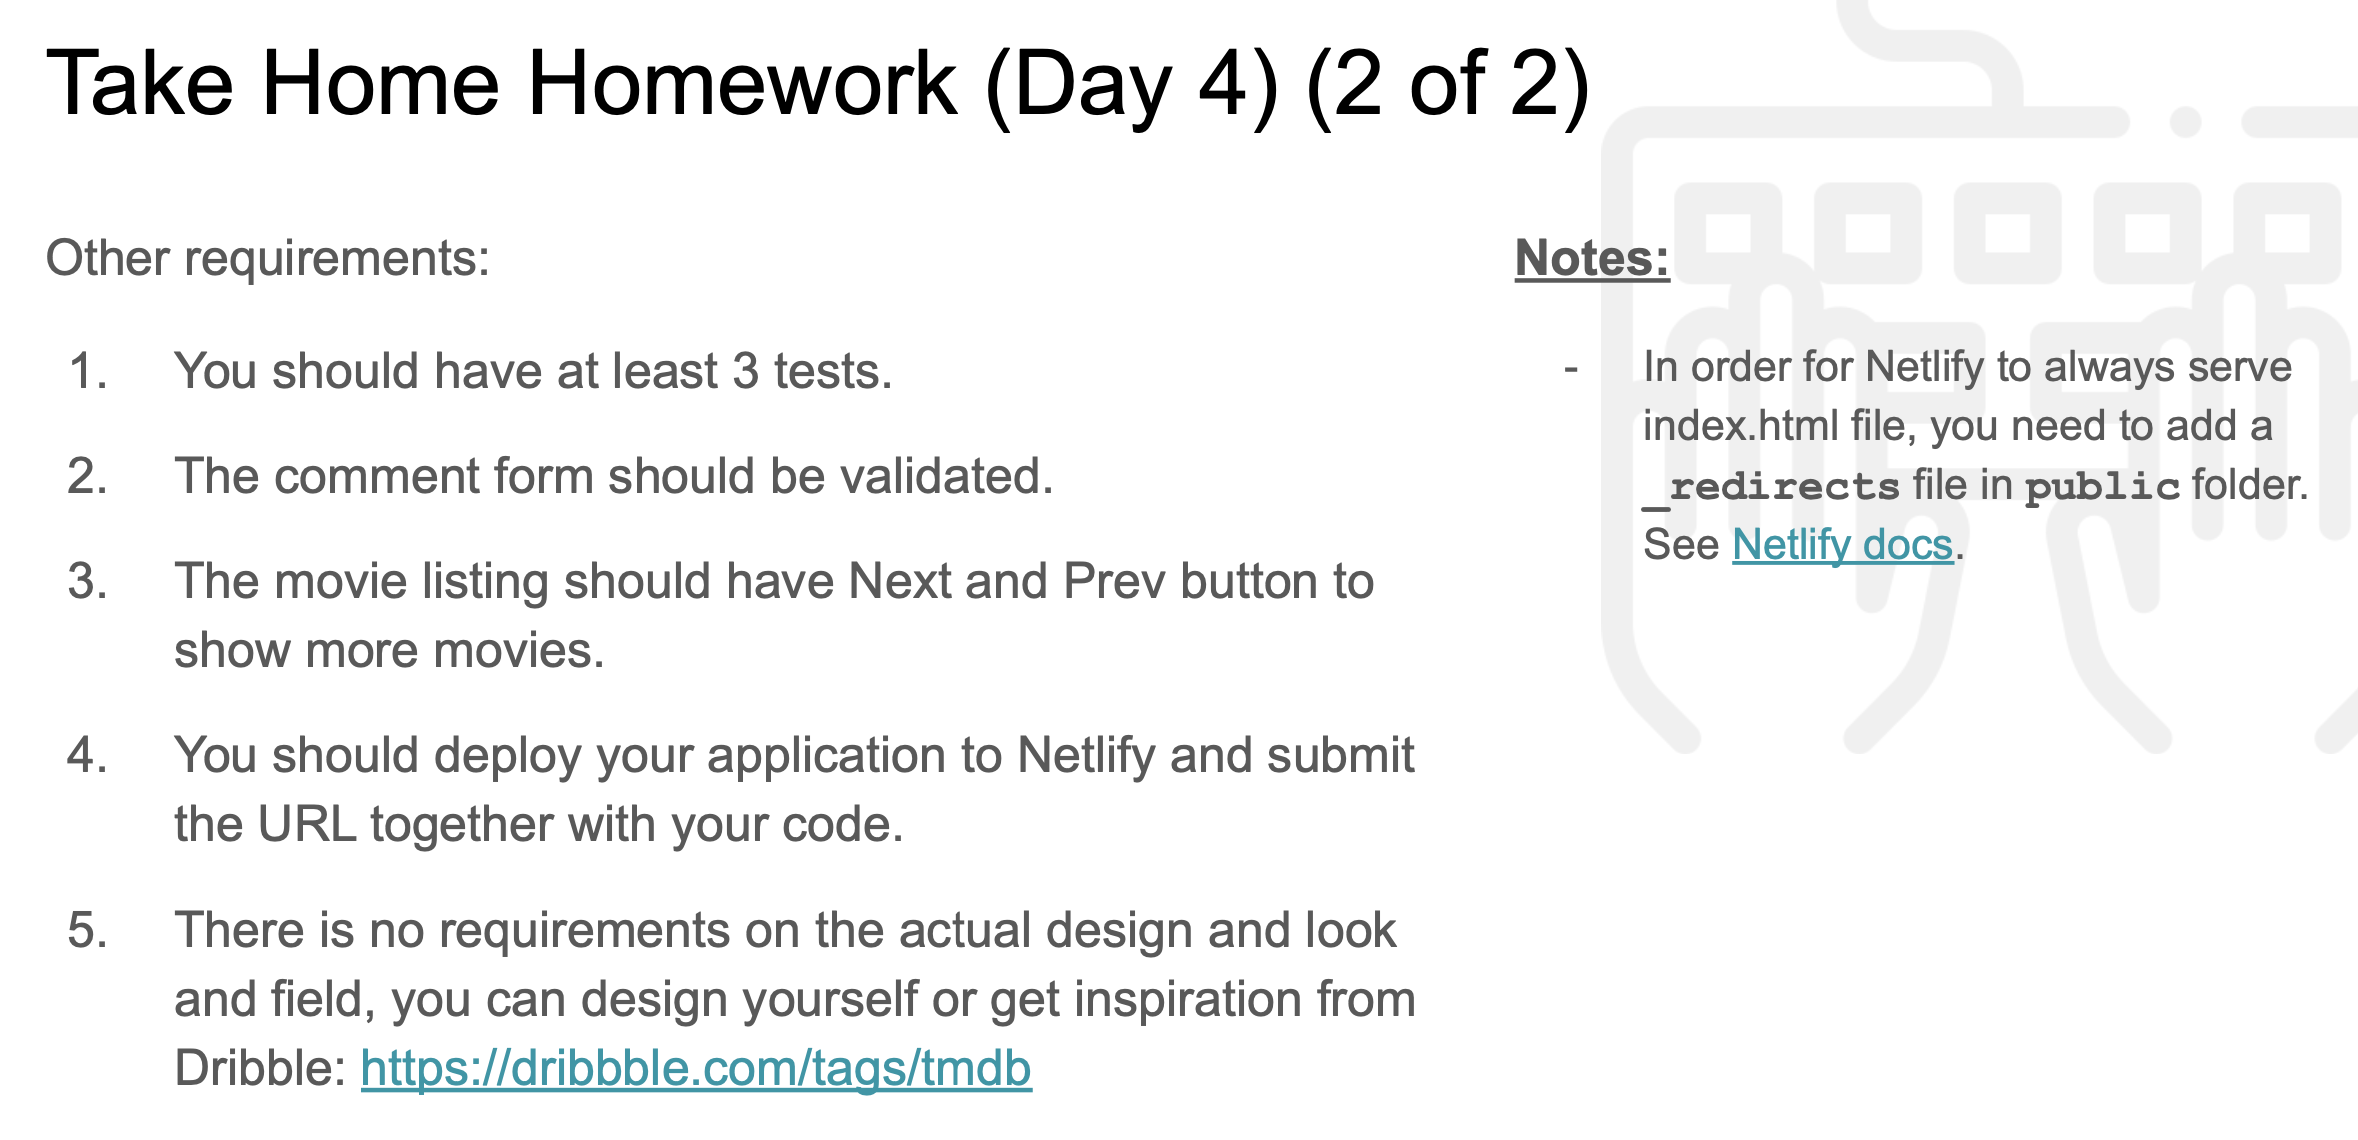 Take Home Homework (Day 4) (2 of 2)
Other requirements:
1. You should have at least 3 tests.
2. The comment form should be validated.
3. The movie listing should have Next and Prev button to
show more movies.
4. You should deploy your application to Netlify and submit
the URL together with your code.
5. There is no requirements on the actual design and look
and field, you can design yourself or get inspiration from
Dribble: https://dribbble.com/tags/tmdb
Notes:
- In order for Netlify to always serve
index.html file, you need to add a
_redirects file in public folder.
See Netlify docs.